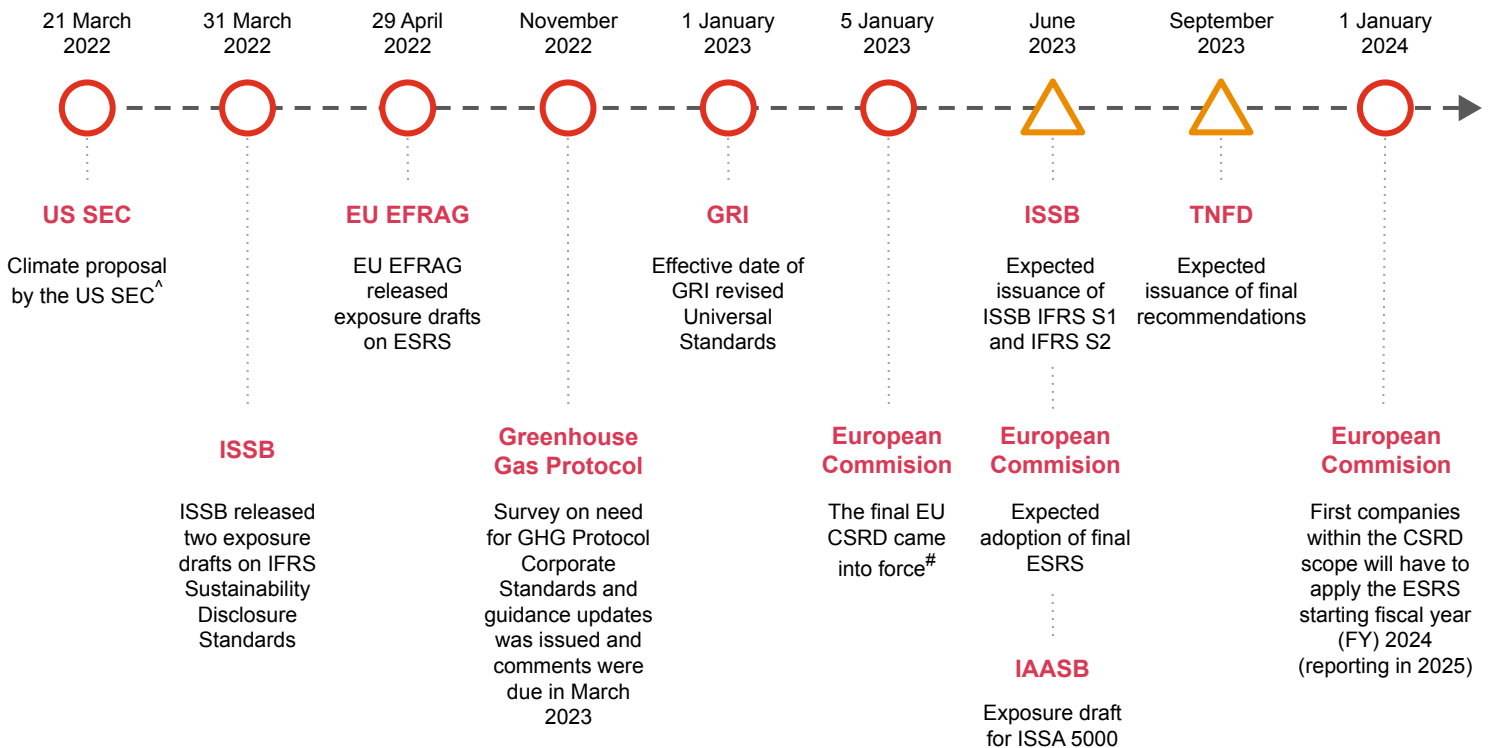 21 March
2022
31 March
2022
29 April
2022
November
2022
1 January
2023
5 January
2023
June
2023
September
2023
1 January
2024
US SEC
Climate proposal
by the US SEC^
EU EFRAG
EU EFRAG
released
exposure drafts
on ESRS
GRI
Effective date of
GRI revised
Universal
Standards
ISSB
Expected
issuance of
ISSB IFRS S1
and IFRS S2
TNFD
Expected
issuance of final
recommendations
ISSB
ISSB released
two exposure
drafts on IFRS
Sustainability
Disclosure
Standards
Greenhouse
Gas Protocol
Survey on need
for GHG Protocol
Corporate
Standards and
guidance updates
was issued and
comments were
due in March
2023
European
Commision
The final EU
CSRD came
into force#
European
Commision
Expected
adoption of final
ESRS
IAASB
Exposure draft
for ISSA 5000
European
Commision
First companies
within the CSRD
scope will have to
apply the ESRS
starting fiscal year
(FY) 2024
(reporting in 2025)